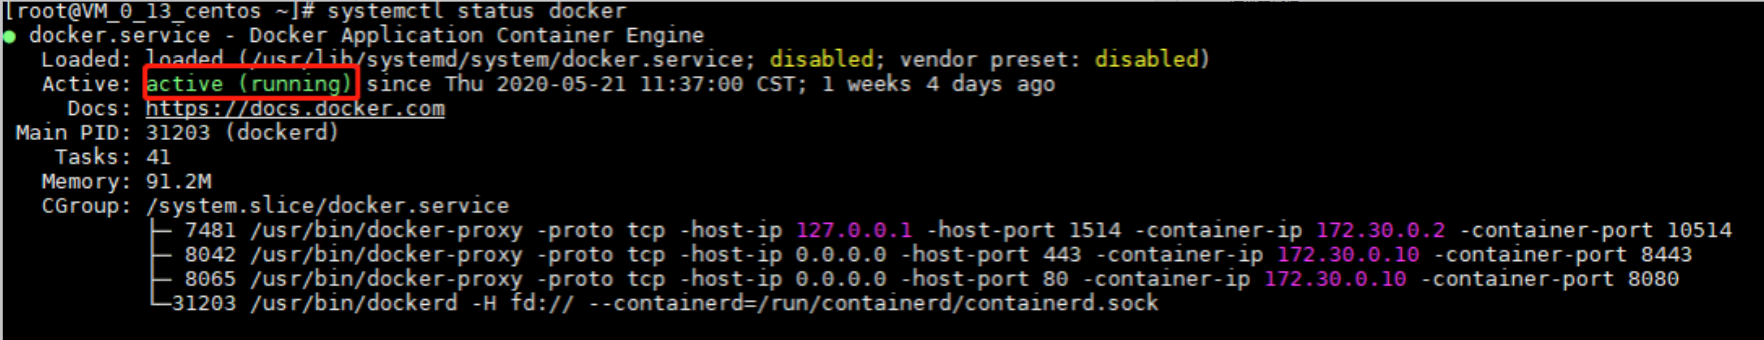 [root@VM_0_13_centos ~]# systemctl status docker
● docker.service - Docker Application Container Engine
Loaded: loaded (/usr/lib/systemd/system/docker.service; disabled; vendor preset: disabled)
Active: active (running) since Thu 2020-05-21 11:37:00 CST; 1 weeks 4 days ago
Docs: https://docs.docker.com
Main PID: 31203 (dockerd)
Tasks: 41
Memory: 91.2M
CGroup: /system.slice/docker.service
├─ 7481 /usr/bin/docker-proxy -proto tcp -host-ip 127.0.0.1 -host-port 1514 -container-ip 172.30.0.2 -container-port 10514
├─ 8042 /usr/bin/docker-proxy -proto tcp -host-ip 0.0.0.0 -host-port 443 -container-ip 172.30.0.10 -container-port 8443
├─ 8065 /usr/bin/docker-proxy -proto tcp -host-ip 0.0.0.0 -host-port 80 -container-ip 172.30.0.10 -container-port 8080
└─31203 /usr/bin/dockerd -H fd:// --containerd=/run/containerd/containerd.sock